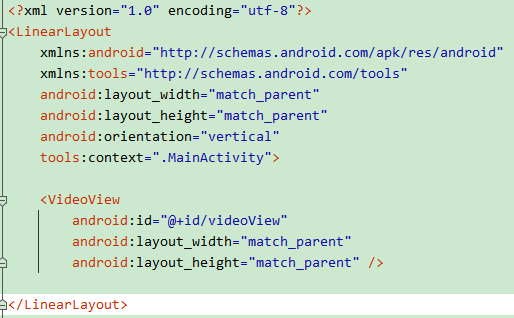 <?xml version="1.0" encoding="utf-8"?>
<LinearLayout
xmlns:android="http://schemas.android.com/apk/res/android"
xmlns:tools="http://schemas.android.com/tools"
android:layout_width="match_parent"
android:layout_height="match_parent"
android:orientation="vertical"
tools:context=".MainActivity">
<VideoView
android:id="@+id/videoView"
android:layout_width="match_parent"
android:layout_height="match_parent" />
</LinearLayout>